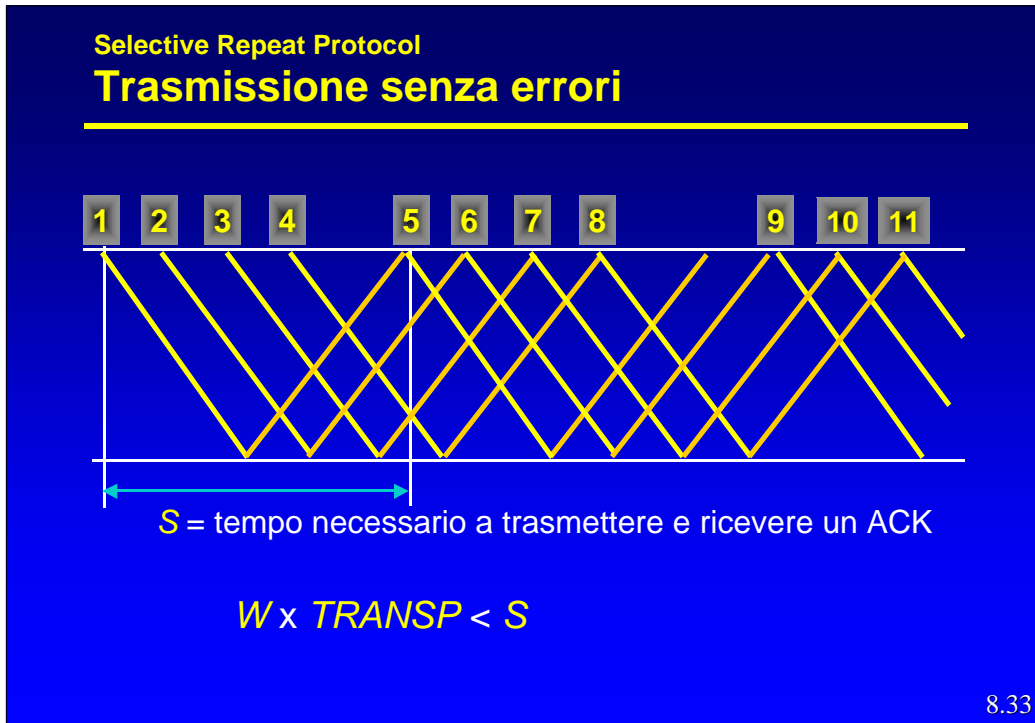 Selective Repeat Protocol
Trasmissione senza errori
1 2 3 4 5 6 7 8 9 10 11
S = tempo necessario a trasmettere e ricevere un ACK
W x TRANSP < S
8.33